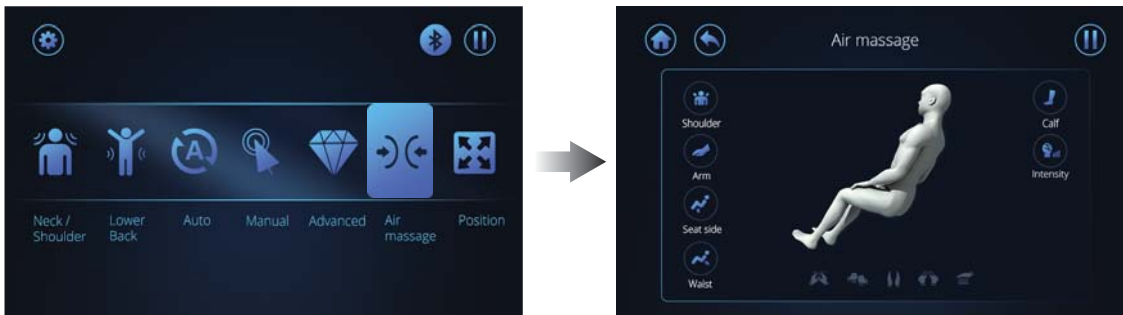 Neck /
Shoulder
Lower
Back
Auto
Manual
Advanced
Air
massage
Position
Air massage
Shoulder
Arm
Seat side
Waist
Calf
Intensity